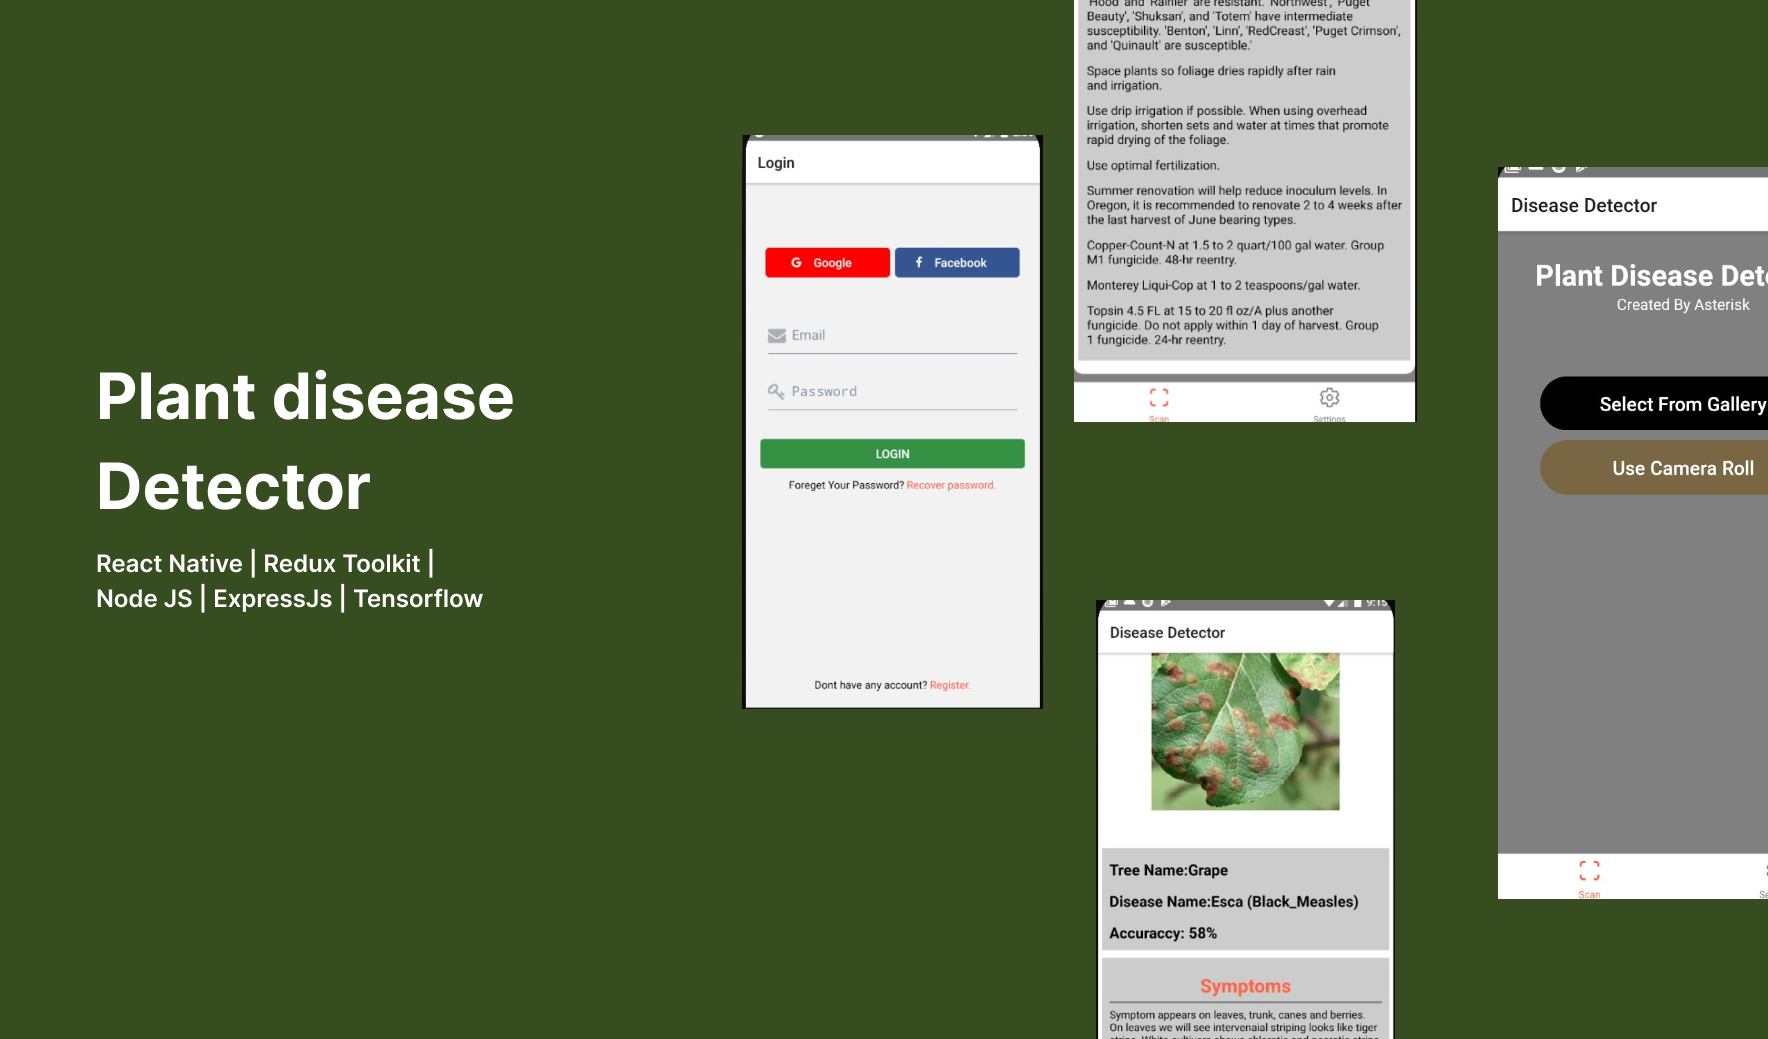 Plant disease
Detector
React Native | Redux Toolkit |
Node JS | ExpressJs | Tensorflow
Login
Google
Facebook
Email
Password
LOGIN
Foreget Your Password? Recover password.
Dont have any account? Register.
'Hood' and 'Rainier' are resistant. 'Northwest', 'Puget
Beauty', 'Shuksan', and 'Totem' have intermediate
susceptibility. 'Benton', 'Linn', 'RedCreast', 'Puget Crimson',
and 'Quinault' are susceptible.'
Space plants so foliage dries rapidly after rain
and irrigation.
Use drip irrigation if possible. When using overhead
irrigation, shorten sets and water at times that promote
rapid drying of the foliage.
Use optimal fertilization.
Summer renovation will help reduce inoculum levels. In
Oregon, it is recommended to renovate 2 to 4 weeks after
the last harvest of June bearing types.
Copper-Count-N at 1.5 to 2 quart/100 gal water. Group
M1 fungicide. 48-hr reentry.
Monterey Liqui-Cop at 1 to 2 teaspoons/gal water.
Topsin 4.5 FL at 15 to 20 fl oz/A plus another
fungicide. Do not apply within 1 day of harvest. Group
1 fungicide. 24-hr reentry.
Scan
Settings
9:15
Disease Detector
Tree Name:Grape
Disease Name:Esca (Black_Measles)
Accuraccy: 58%
Symptoms
Symptom appears on leaves, trunk, canes and berries.
On leaves we will see intervenaial striping looks like tiger
Disease Detector
Plant Disease Det
Created By Asterisk
Select From Gallery
Use Camera Roll
Scan